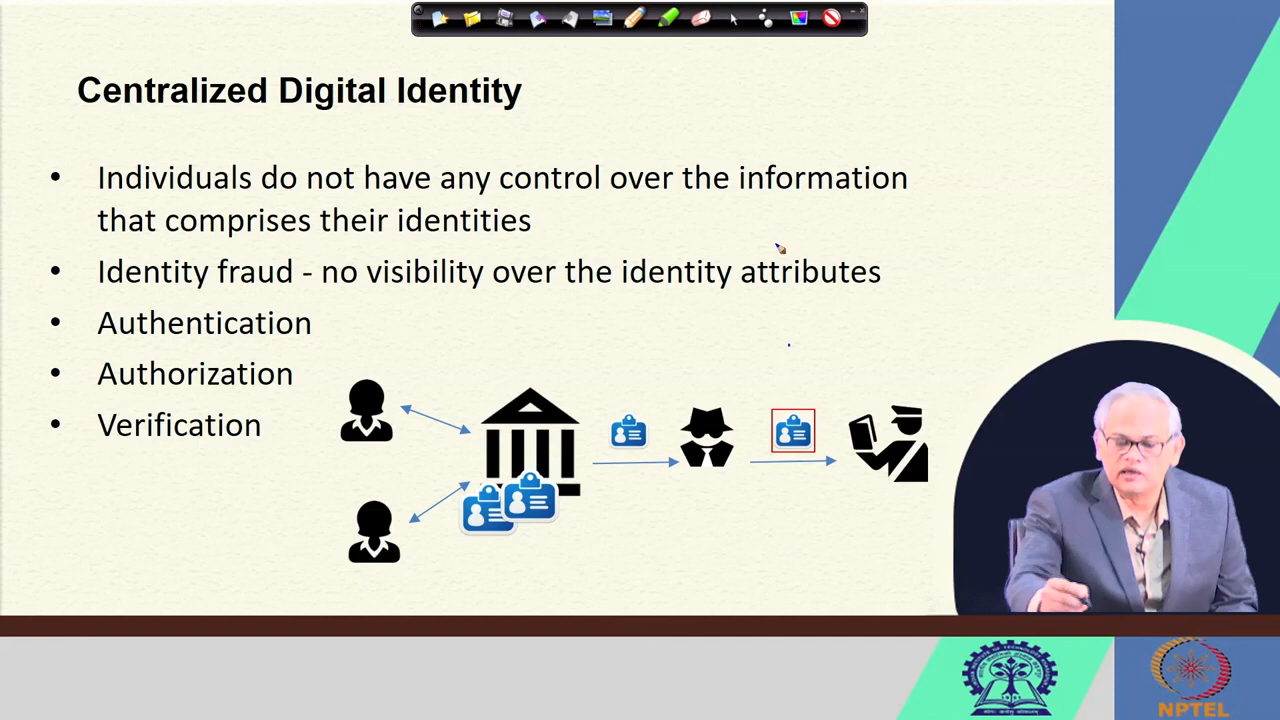 Centralized Digital Identity
• Individuals do not have any control over the information
that comprises their identities
• Identity fraud - no visibility over the identity attributes
• Authentication
• Authorization
• Verification
NPTEL